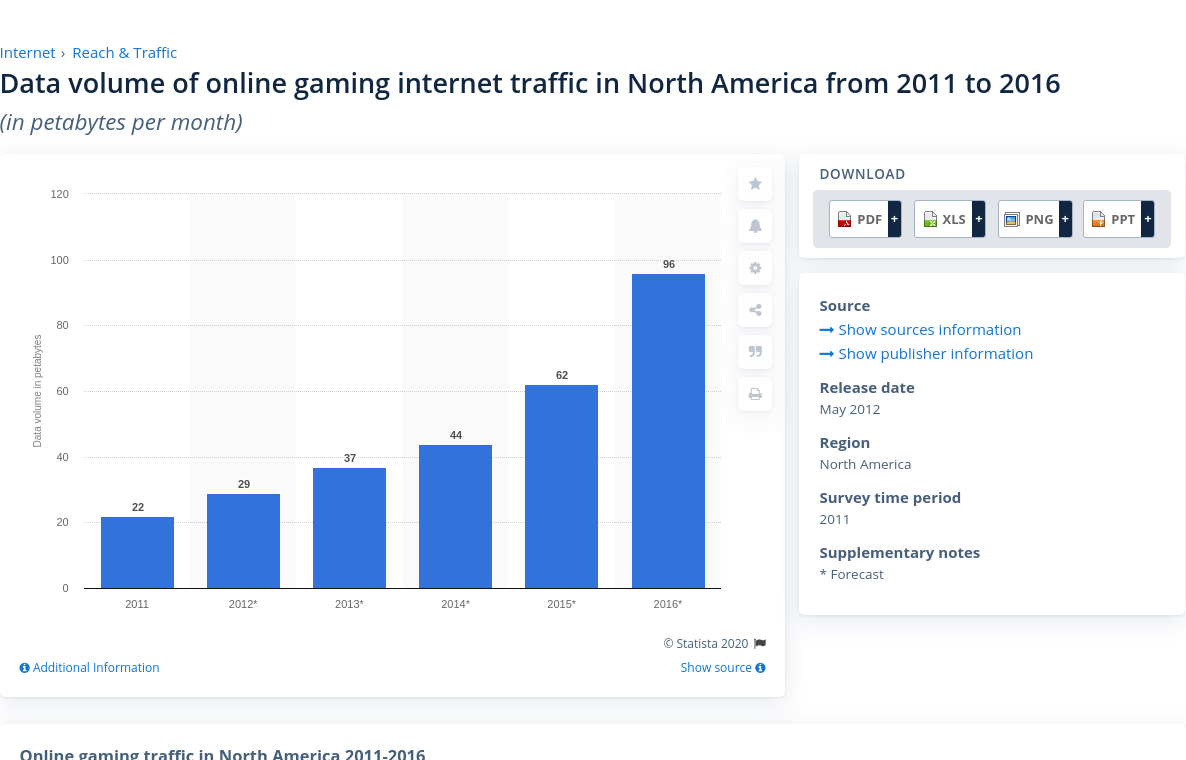 Internet › Reach & Traffic
Data volume of online gaming internet traffic in North America from 2011 to 2016
(in petabytes per month)
120
100
80
60
40
20
0
Data volume in petabytes
22
29
37
44
62
96
2011
2012*
2013*
2014*
2015*
2016*
© Statista 2020
Additional Information
Show source
DOWNLOAD
PDF + XLS + PNG + PPT +
Source
Show sources information
Show publisher information
Release date
May 2012
Region
North America
Survey time period
2011
Supplementary notes
* Forecast
Online gaming traffic in North America 2011-2016